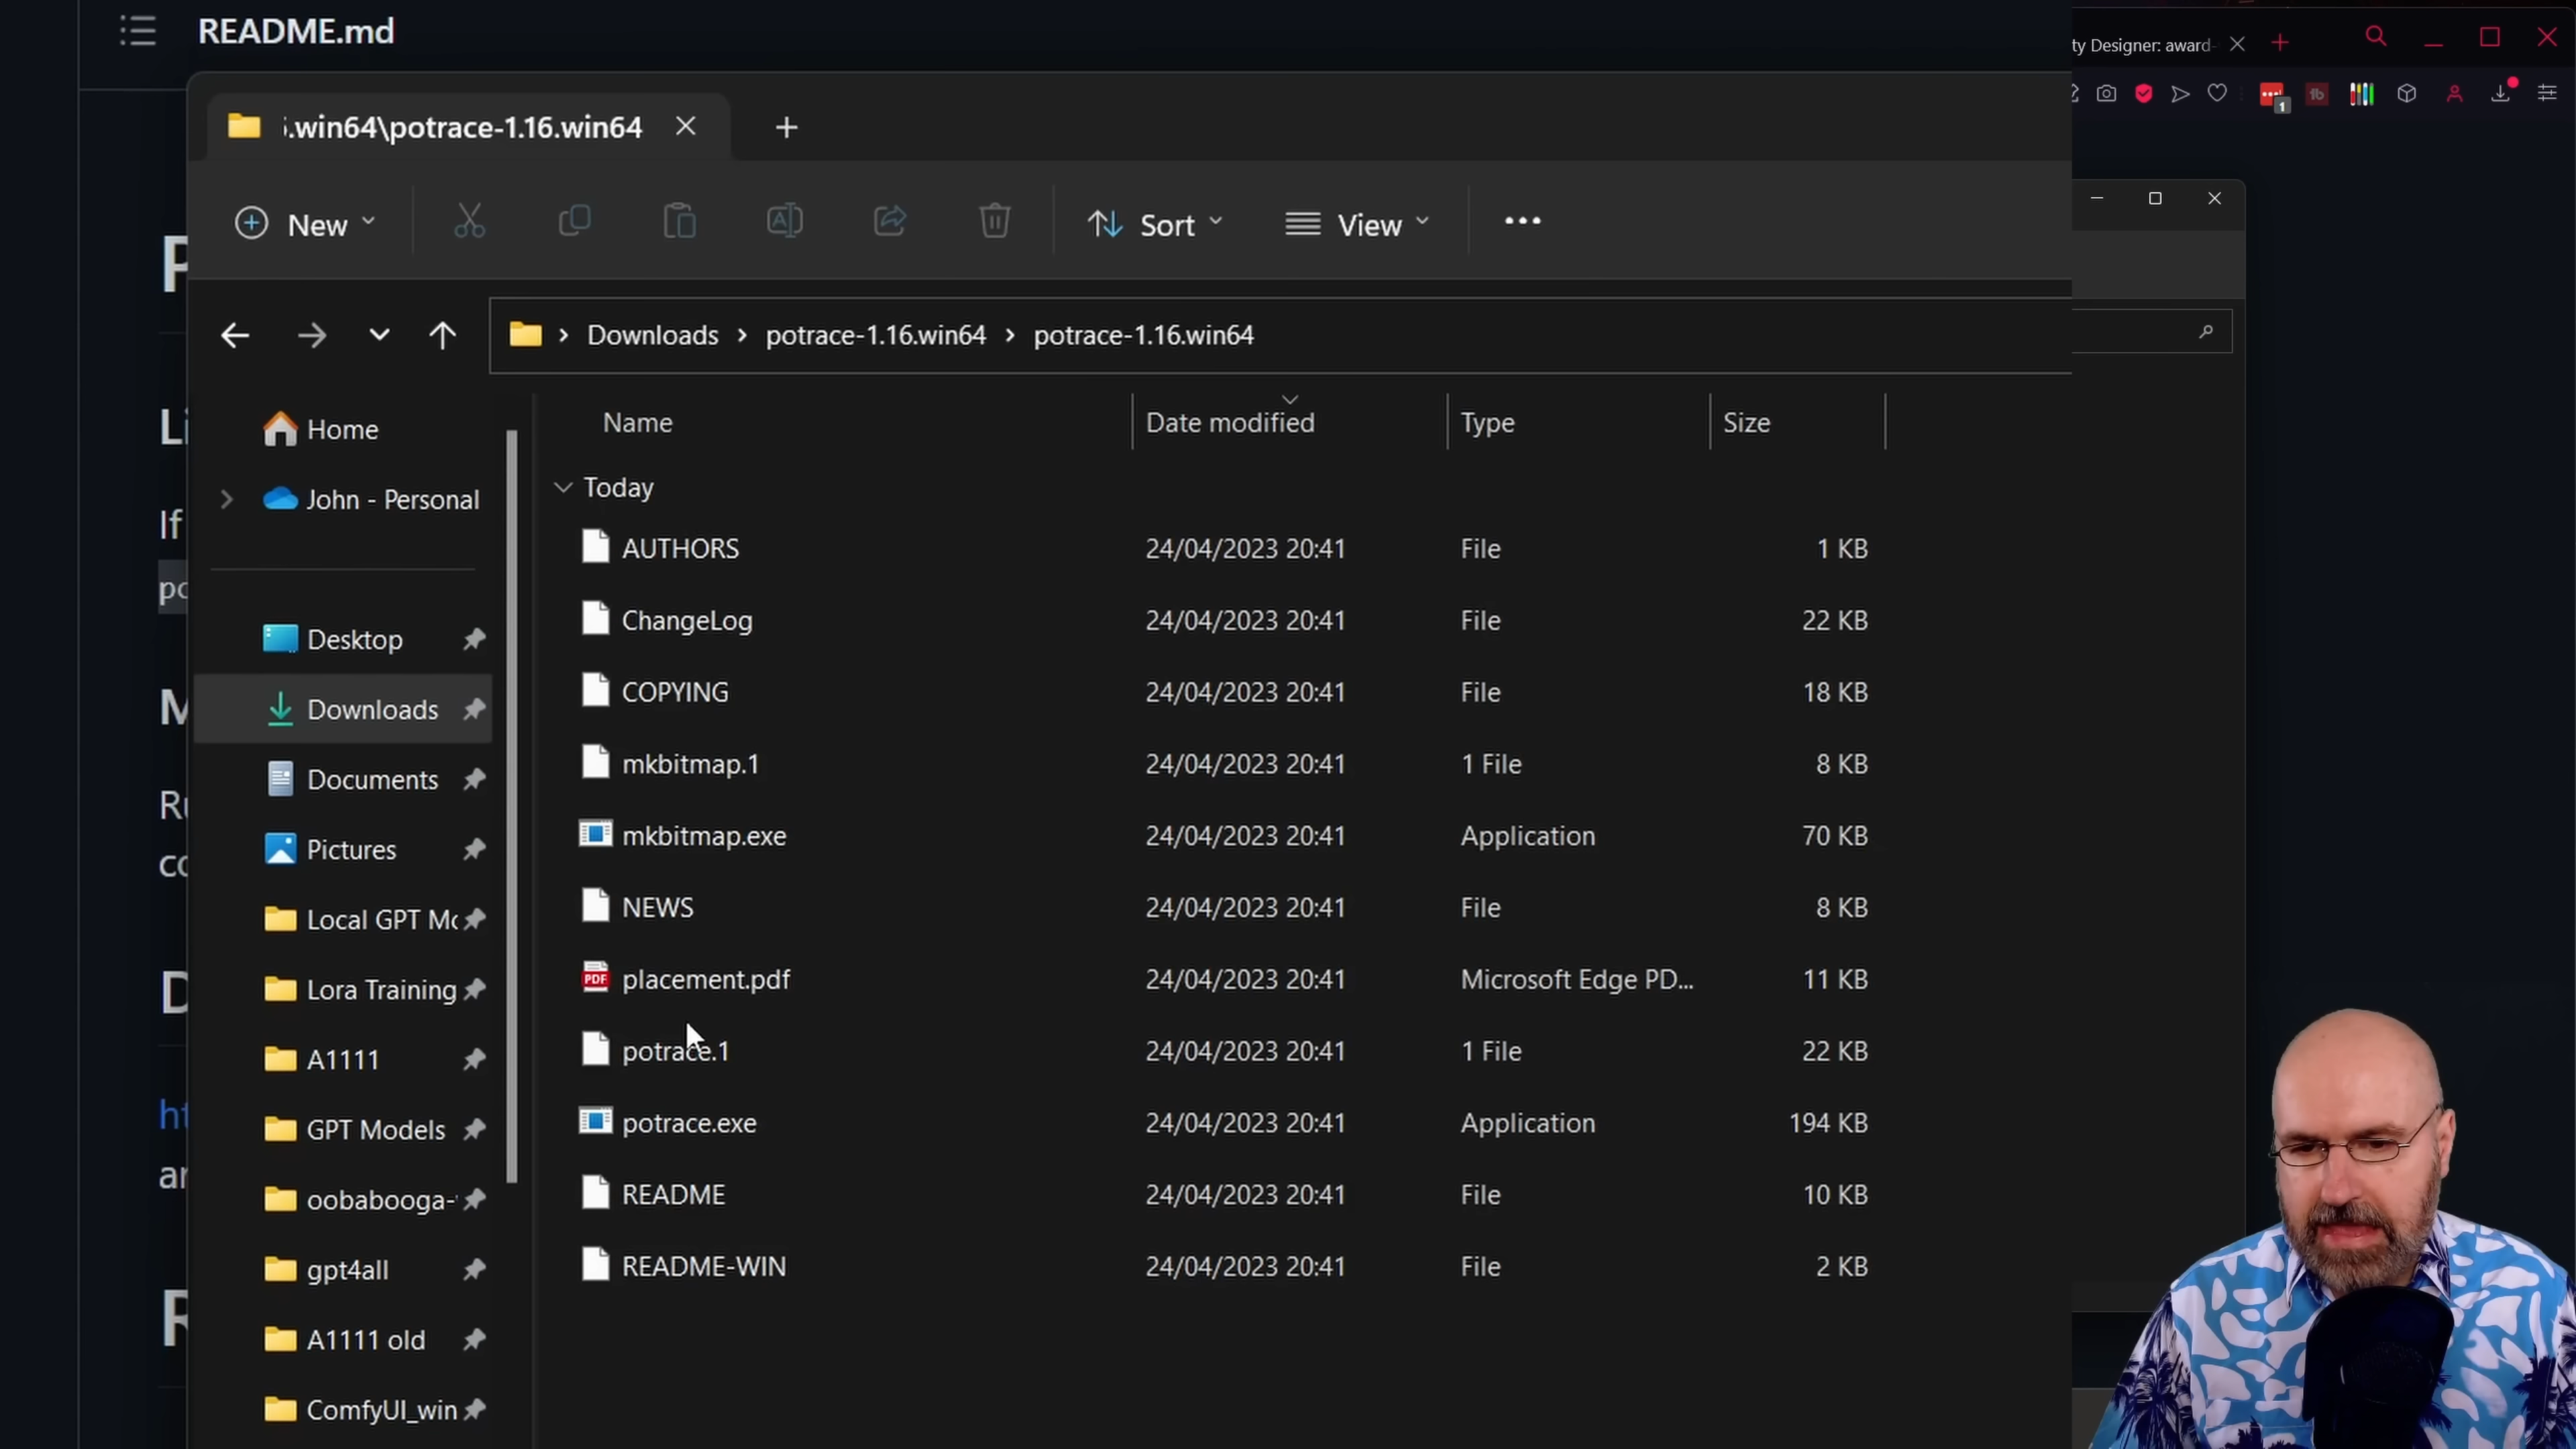 README.md
ty Designer: award-
.win64\potrace-1.16.win64
1
New
Sort
View
Downloads > potrace-1.16.win64 > potrace-1.16.win64
Name Date modified Type Size
Home
John - Personal
Desktop
Downloads
Documents
Pictures
Local GPT Mo
Lora Training
A1111
GPT Models
oobabooga-
gpt4all
A1111 old
ComfyUI_win
Today
AUTHORS 24/04/2023 20:41 File 1 KB
ChangeLog 24/04/2023 20:41 File 22 KB
COPYING 24/04/2023 20:41 File 18 KB
mkbitmap.1 24/04/2023 20:41 1 File 8 KB
mkbitmap.exe 24/04/2023 20:41 Application 70 KB
NEWS 24/04/2023 20:41 File 8 KB
placement.pdf 24/04/2023 20:41 Microsoft Edge PD... 11 KB
potrace.1 24/04/2023 20:41 1 File 22 KB
potrace.exe 24/04/2023 20:41 Application 194 KB
README 24/04/2023 20:41 File 10 KB
README-WIN 24/04/2023 20:41 File 2 KB